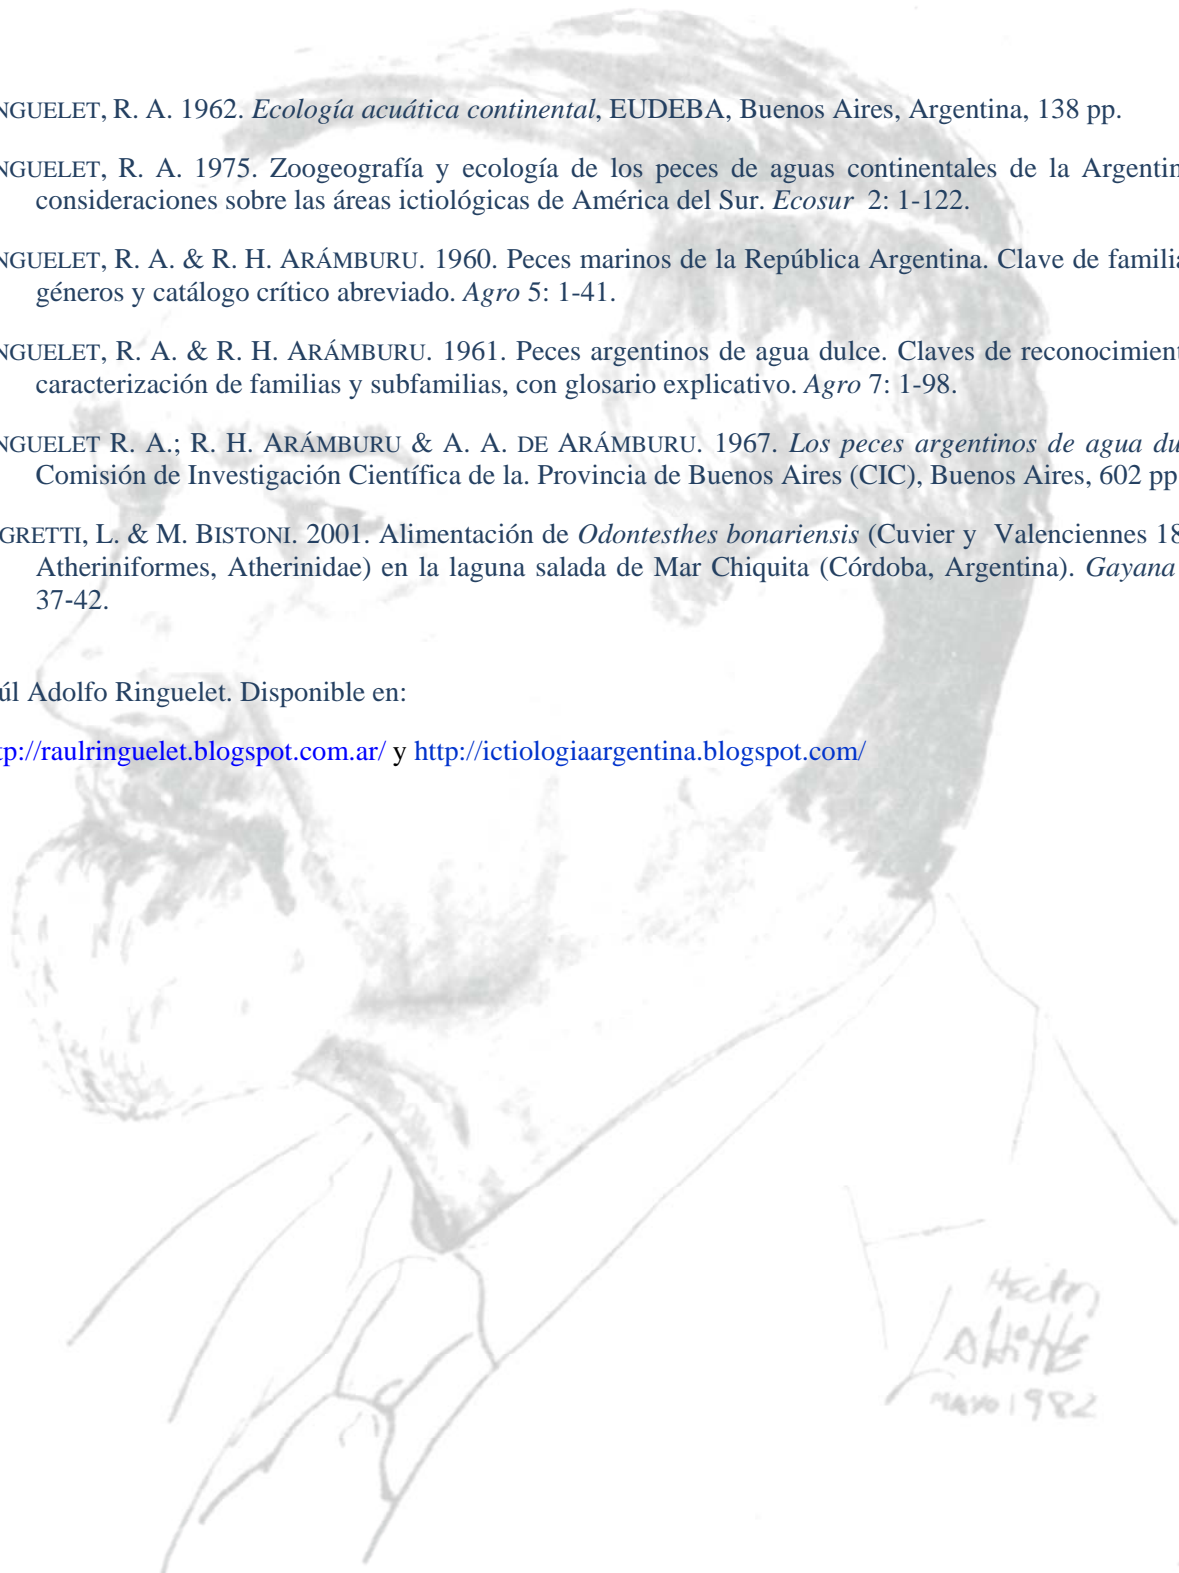 NGUELET, R. A. 1962. Ecología acuática continental, EUDEBA, Buenos Aires, Argentina, 138 pp.
NGUELET, R. A. 1975. Zoogeografía y ecología de los peces de aguas continentales de la Argentin
consideraciones sobre las áreas ictiológicas de América del Sur. Ecosur 2: 1-122.
NGUELET, R. A. & R. H. ARÁMBURU. 1960. Peces marinos de la República Argentina. Clave de familia
géneros y catálogo crítico abreviado. Agro 5: 1-41.
NGUELET, R. A. & R. H. ARÁMBURU. 1961. Peces argentinos de agua dulce. Claves de reconocimient
caracterización de familias y subfamilias, con glosario explicativo. Agro 7: 1-98.
NGUELET R. A.; R. H. ARÁMBURU & A. A. DE ARÁMBURU. 1967. Los peces argentinos de agua du
Comisión de Investigación Científica de la. Provincia de Buenos Aires (CIC), Buenos Aires, 602 pp
GRETTI, L. & M. BISTONI. 2001. Alimentación de Odontesthes bonariensis (Cuvier y Valenciennes 18
Atheriniformes, Atherinidae) en la laguna salada de Mar Chiquita (Córdoba, Argentina). Gayana
37-42.
úl Adolfo Ringuelet. Disponible en:
tp://raulringuelet.blogspot.com.ar/ y http://ictiologiaargentina.blogspot.com/
Hector
MAYO 1982